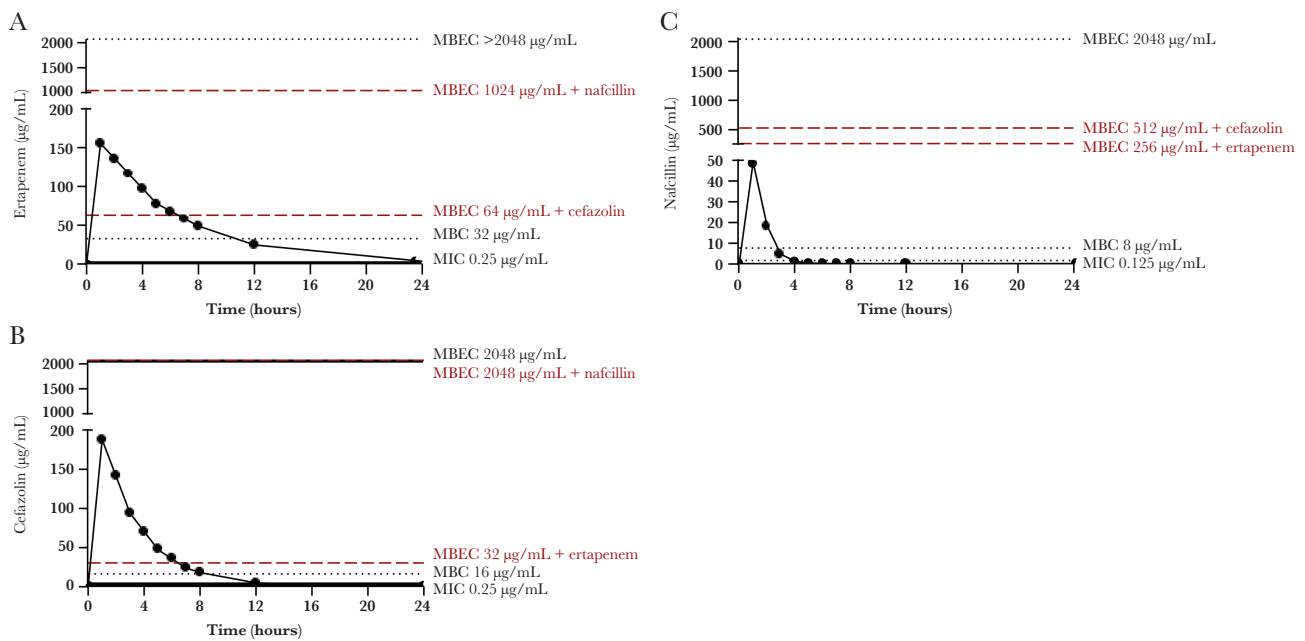 A
Ertapenem (µg/mL)
2000
1500
1000
200
150
100
50
0
0 4 8 12 16 20 24
Time (hours)
MBEC >2048 µg/mL
MBEC 1024 µg/mL + nafcillin
MBEC 64 µg/mL + cefazolin
MBC 32 µg/mL
MIC 0.25 µg/mL
B
Cefazolin (µg/mL)
2000
1500
1000
200
150
100
50
0
0 4 8 12 16 20 24
Time (hours)
MBEC 2048 µg/mL
MBEC 2048 µg/mL + nafcillin
MBEC 32 µg/mL + ertapenem
MBC 16 µg/mL
MIC 0.25 µg/mL
C
Nafcillin (µg/mL)
2000
1500
1000
500
50
40
30
20
10
0
0 4 8 12 16 20 24
Time (hours)
MBEC 2048 µg/mL
MBEC 512 µg/mL + cefazolin
MBEC 256 µg/mL + ertapenem
MBC 8 µg/mL
MIC 0.125 µg/mL